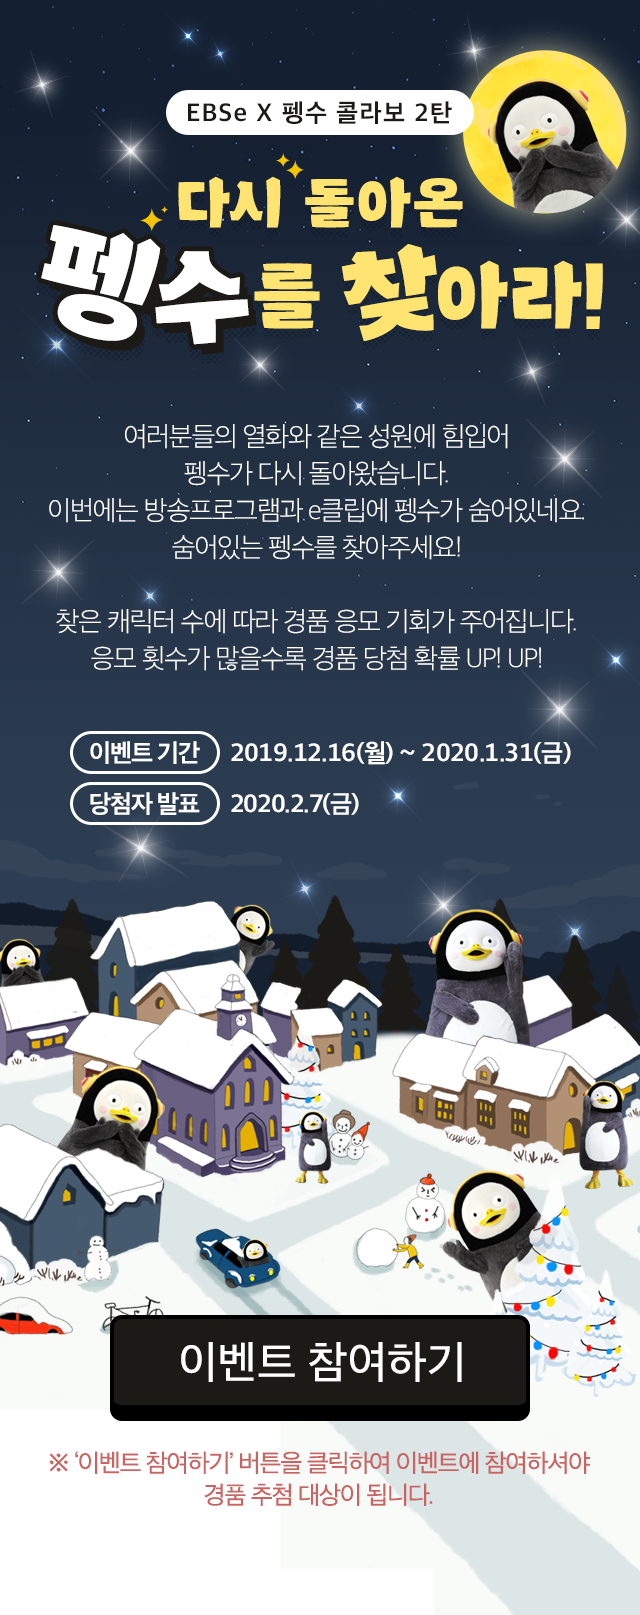 EBSe X 펭수 콜라보 2탄
다시 돌아온
펭수를 찾아라!
여러분들의 열화와 같은 성원에 힘입어
펭수가 다시 돌아왔습니다.
이번에는 방송프로그램과 e클립에 펭수가 숨어있네요.
숨어있는 펭수를 찾아주세요!
찾은 캐릭터 수에 따라 경품 응모 기회가 주어집니다.
응모 횟수가 많을수록 경품 당첨 확률 UP! UP!
이벤트 기간 2019.12.16(월) ~ 2020.1.31(금)
당첨자 발표 2020.2.7(금)
이벤트 참여하기
※ ‘이벤트 참여하기’ 버튼을 클릭하여 이벤트에 참여하셔야
경품 추첨 대상이 됩니다.